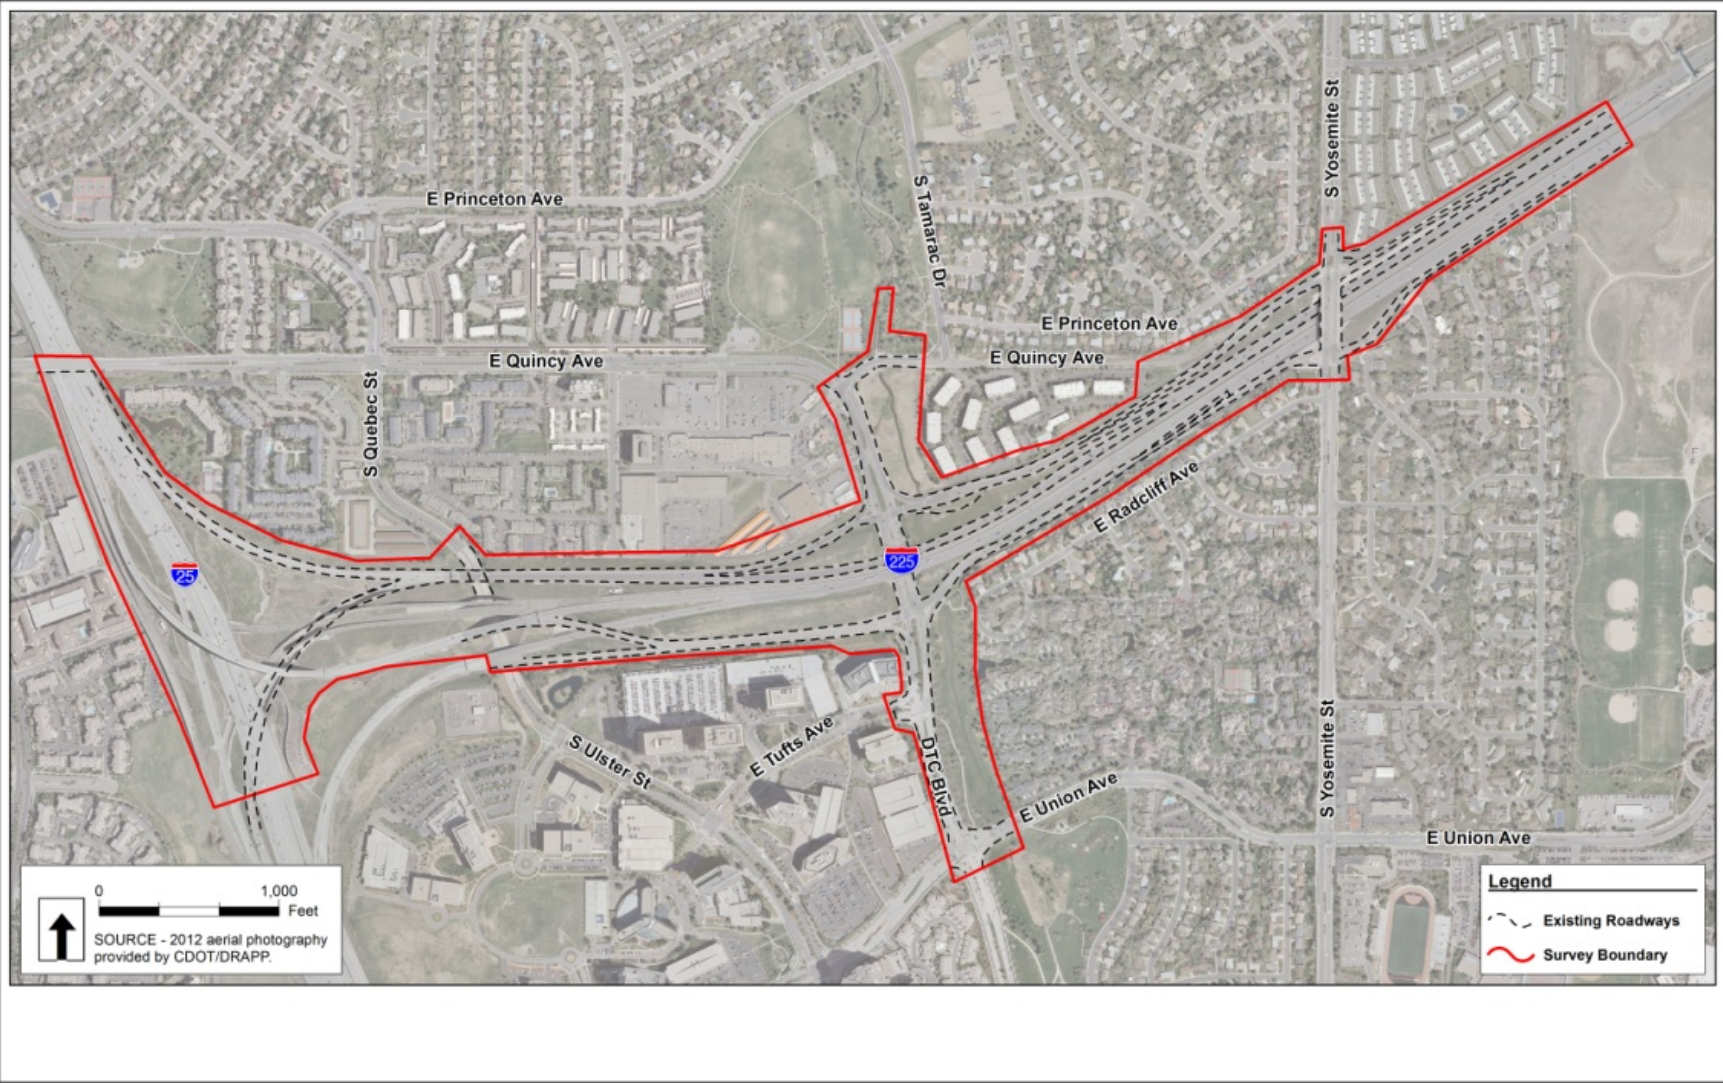 S Yosemite St
E Princeton Ave
S Tamarac Dr
E Princeton Ave
E Quincy Ave
E Quincy Ave
S Quebec St
E Radcliff Ave
225
25
S Ulster St
E Tufts Ave
DTC Blvd
E Union Ave
S Yosemite St
E Union Ave
0 1,000
Feet
SOURCE - 2012 aerial photography
provided by CDOT/DRAPP.
Legend
Existing Roadways
Survey Boundary